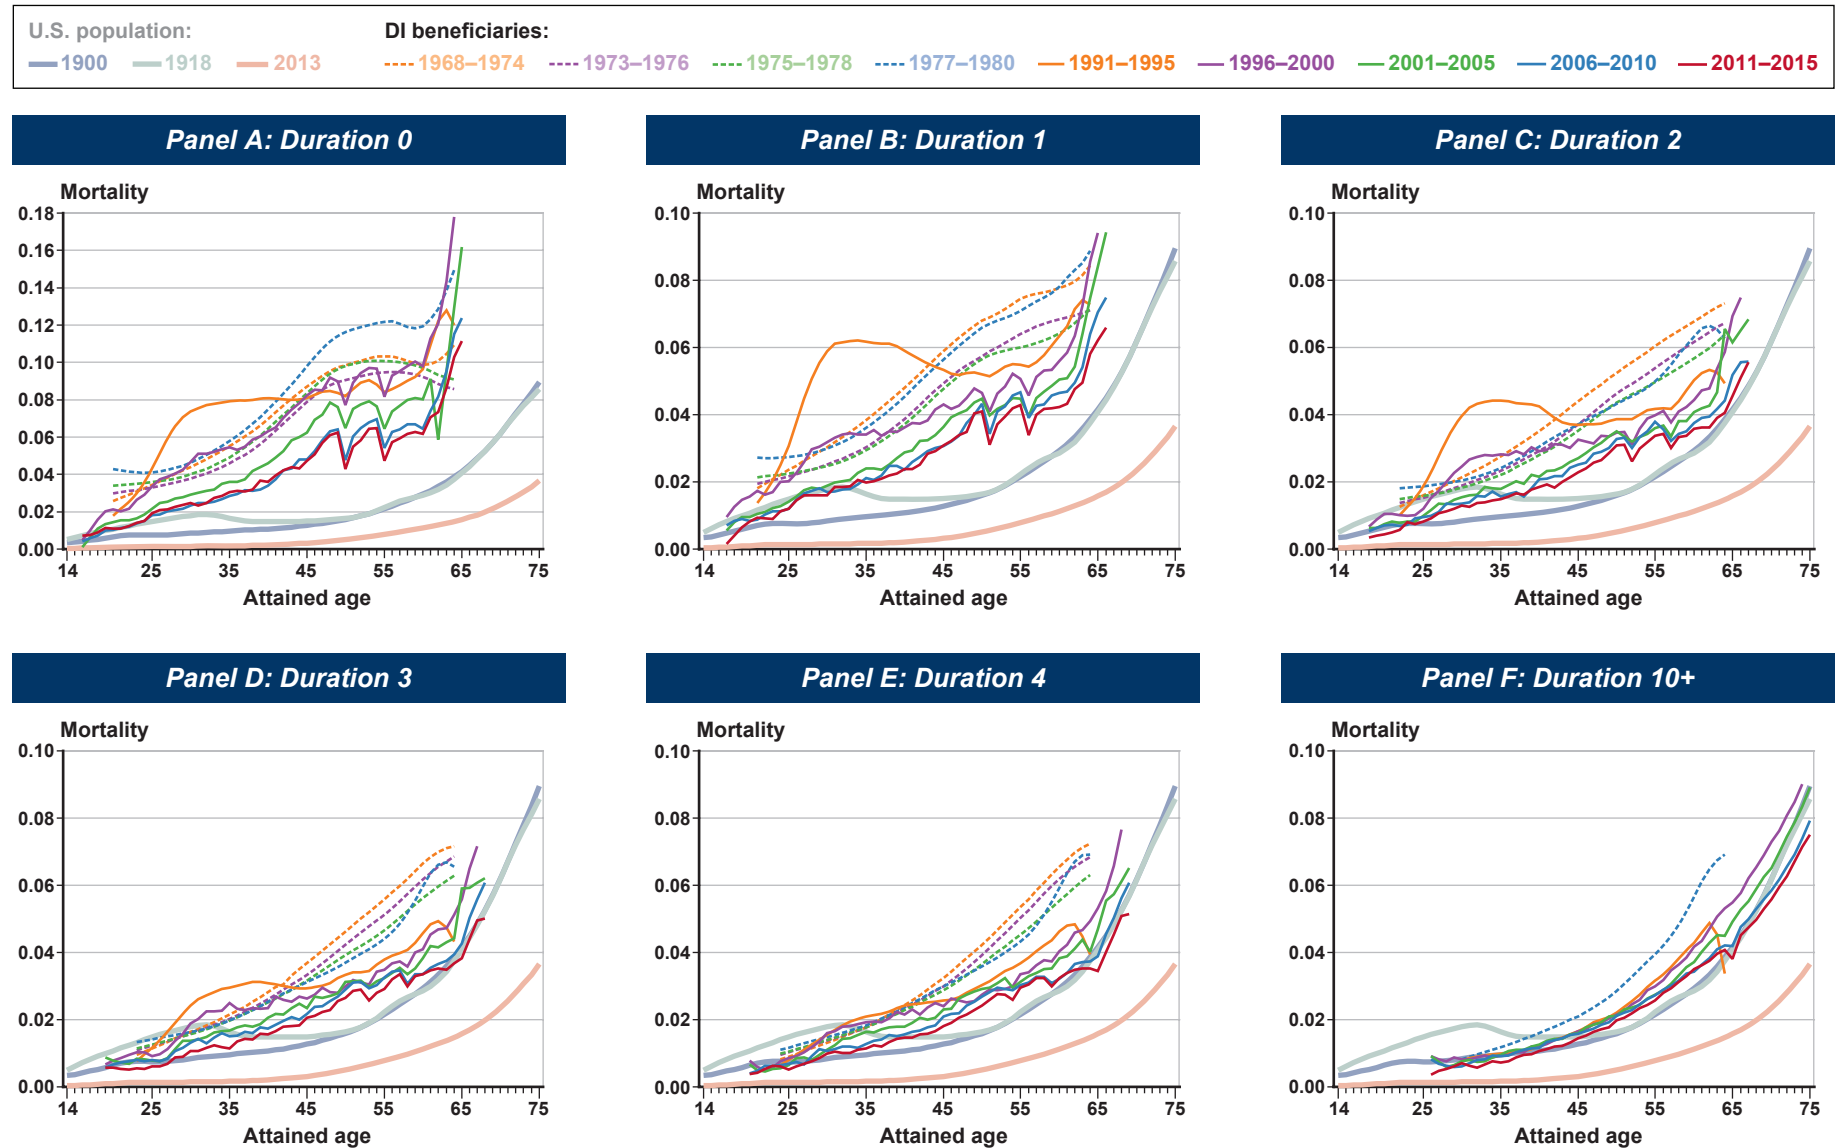 U.S. population: DI beneficiaries:
1900 1918 2013 1968–1974 1973–1976 1975–1978 1977–1980 1991–1995 1996–2000 2001–2005 2006–2010 2011–2015
Panel A: Duration 0
Mortality
0.18
0.16
0.14
0.12
0.10
0.08
0.06
0.04
0.02
0.00
14 25 35 45 55 65 75
Attained age
Panel B: Duration 1
Mortality
0.10
0.08
0.06
0.04
0.02
0.00
14 25 35 45 55 65 75
Attained age
Panel C: Duration 2
Mortality
0.10
0.08
0.06
0.04
0.02
0.00
14 25 35 45 55 65 75
Attained age
Panel D: Duration 3
Mortality
0.10
0.08
0.06
0.04
0.02
0.00
14 25 35 45 55 65 75
Attained age
Panel E: Duration 4
Mortality
0.10
0.08
0.06
0.04
0.02
0.00
14 25 35 45 55 65 75
Attained age
Panel F: Duration 10+
Mortality
0.10
0.08
0.06
0.04
0.02
0.00
14 25 35 45 55 65 75
Attained age